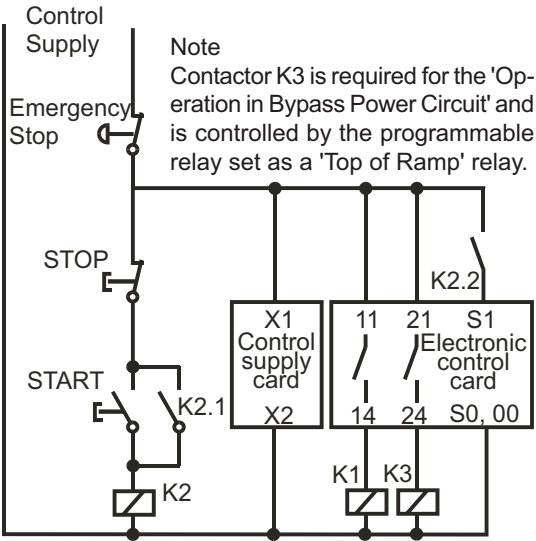 Control
Supply
Note
Contactor K3 is required for the 'Op-
eration in Bypass Power Circuit' and
is controlled by the programmable
relay set as a 'Top of Ramp' relay.
Emergency
Stop
STOP
K2.2
X1
Control
supply
card
X2
11 21 S1
Electronic
control
card
14 24 S0, 00
START
K2.1
K2
K1 K3